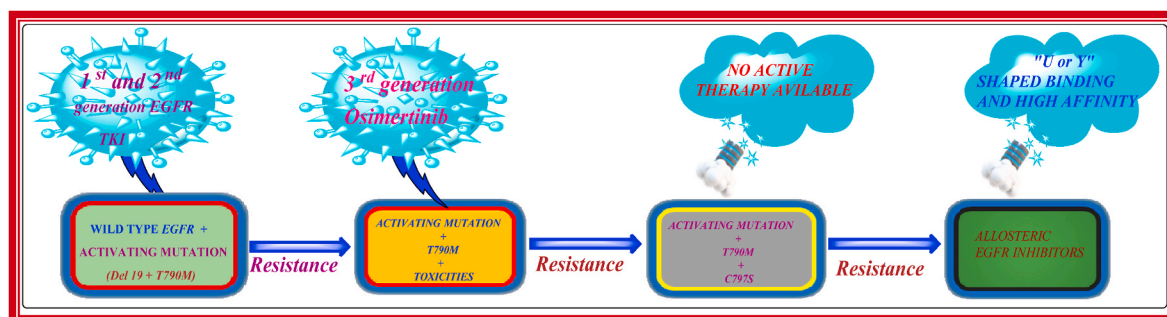 1 st and 2nd
generation EGFR
TKI
3rd generation
Osimertinib
NO ACTIVE
THERAPY AVILABLE
"U or Y"
SHAPED BINDING
AND HIGH AFFINITY
WILD TYPE EGFR +
ACTIVATING MUTATION
(Del 19 + T790M)
Resistance
ACTIVATING MUTATION
+
T790M
+
TOXICITIES
Resistance
ACTIVATING MUTATION
+
T790M
+
C797S
Resistance
ALLOSTERIC
EGFR INHIBITORS